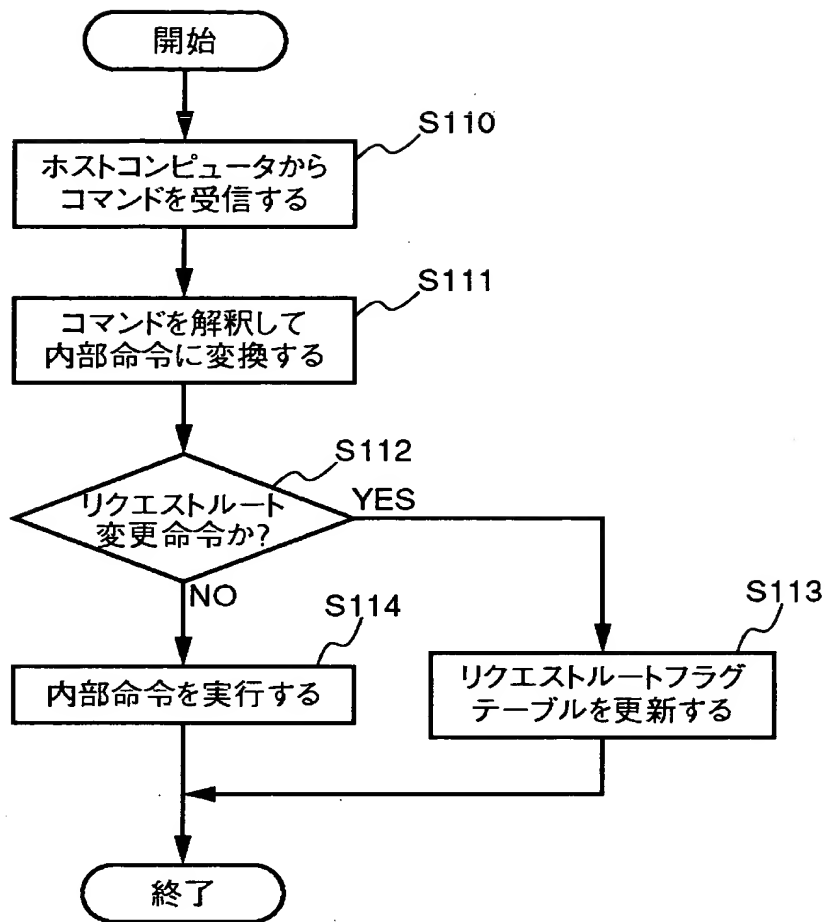 開始
S110
ホストコンピュータから
コマンドを受信する
S111
コマンドを解釈して
内部命令に変換する
S112
リクエストルート
変更命令か?
YES
NO
S114
内部命令を実行する
S113
リクエストルートフラグ
テーブルを更新する
終了